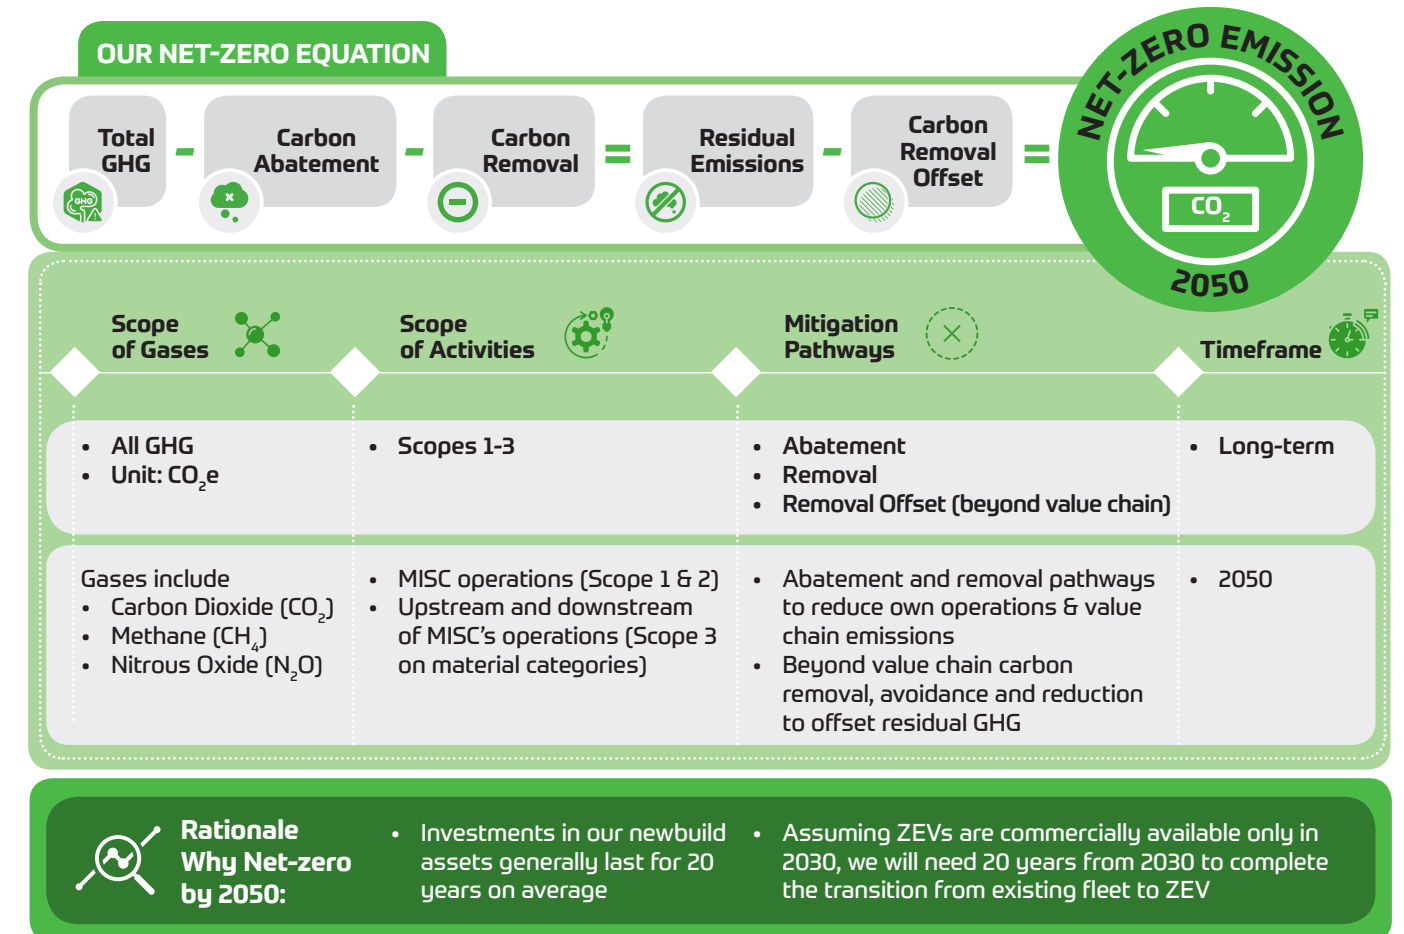 OUR NET-ZERO EQUATION
Total
GHG
GHG
-
Carbon
Abatement
-
Carbon
Removal
=
Residual
Emissions
-
Carbon
Removal
Offset
=
NET-ZERO EMISSION
CO2
2050
Scope
of Gases
Scope
of Activities
Mitigation
Pathways
Timeframe
• All GHG
• Unit: CO2e
• Scopes 1-3
• Abatement
• Removal
• Removal Offset (beyond value chain)
• Long-term
Gases include
• Carbon Dioxide (CO2)
• Methane (CH4)
• Nitrous Oxide (N2O)
• MISC operations (Scope 1 & 2)
• Upstream and downstream
of MISC's operations (Scope 3
on material categories)
• Abatement and removal pathways
to reduce own operations & value
chain emissions
• Beyond value chain carbon
removal, avoidance and reduction
to offset residual GHG
• 2050
Rationale
Why Net-zero
by 2050:
• Investments in our newbuild
assets generally last for 20
years on average
• Assuming ZEVs are commercially available only in
2030, we will need 20 years from 2030 to complete
the transition from existing fleet to ZEV